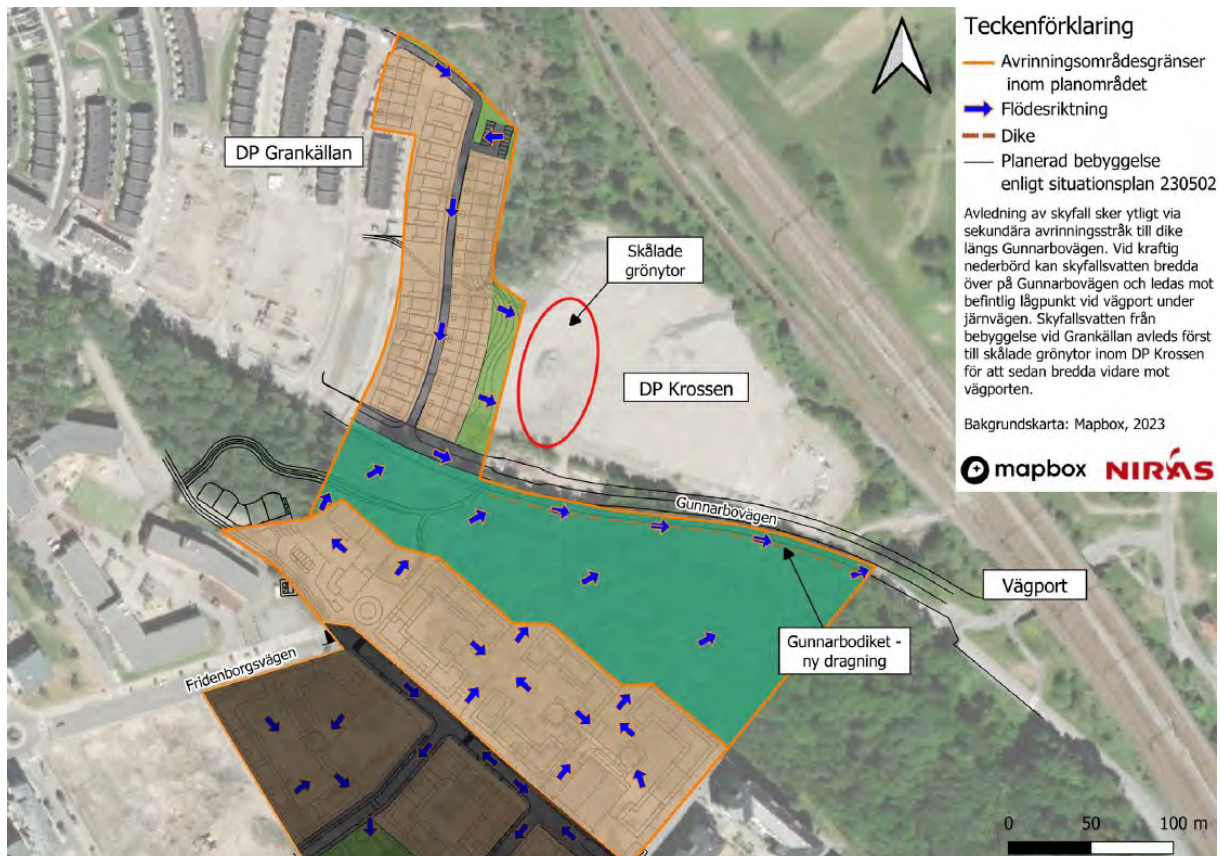 DP Grankällan
Skålade
grönytor
DP Krossen
Gunnarbovägen
Vägport
Gunnarbodiket -
ny dragning
Fridenborgsvägen
Teckenförklaring
Avrinningsområdesgränser
inom planområdet
Flödesriktning
Dike
Planerad bebyggelse
enligt situationsplan 230502
Avledning av skyfall sker ytligt via
sekundära avrinningsstråk till dike
längs Gunnarbovägen. Vid kraftig
nederbörd kan skyfallsvatten bredda
över på Gunnarbovägen och ledas mot
befintlig lågpunkt vid vägport under
järnvägen. Skyfallsvatten från
bebyggelse vid Grankällan avleds först
till skålade grönytor inom DP Krossen
för att sedan bredda vidare mot
vägporten.
Bakgrundskarta: Mapbox, 2023
mapbox NIRAS
0 50 100 m